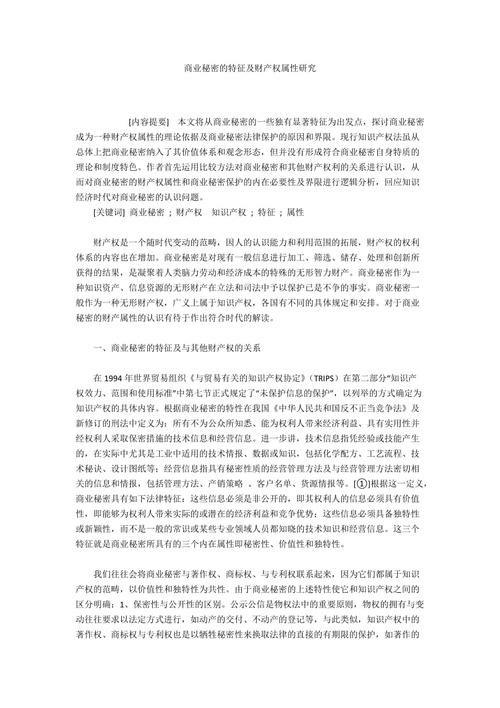 商业秘密的特征及财产权属性研究
[内容提要]　本文将从商业秘密的一些独有显著特征为出发点，探讨商业秘密
成为一种财产权属性的理论依据及商业秘密法律保护的原因和界限。现行知识产权法虽从
总体上把商业秘密纳入了其价值体系和观念形态，但并没有形成符合商业秘密自身特质的
理论和制度特色。作者首先运用比较方法对商业秘密和其他财产权利的关系进行认识，从
而对商业秘密的财产权属性和商业秘密保护的内在必要性及界限进行逻辑分析，回应知识
经济时代对商业秘密的认识问题。
[关键词] 商业秘密 ; 财产权　知识产权 ; 特征 ; 属性
财产权是一个随时代变动的范畴，因人的认识能力和利用范围的拓展，财产权的权利
体系的内容也在增加。商业秘密是对现有一般信息进行加工、筛选、储存、处理和创新所
获得的结果，是凝聚着人类脑力劳动和经济成本的特殊的无形智力财产。商业秘密作为一
种知识资产、信息资源的无形财产在立法和司法中予以保护已是不争的事实。商业秘密一
般作为一种无形财产权，广义上属于知识产权，各国有不同的具体规定和安排。对于商业
秘密的财产属性的认识有待于作出符合时代的解读。
一、商业秘密的特征及与其他财产权的关系
在 1994 年世界贸易组织《与贸易有关的知识产权协定》（TRIPS）在第二部分“知识产
权效力、范围和使用标准”中第七节正式规定了“未保护信息的保护”，以列举的方式确定为
知识产权的具体内容。根据商业秘密的特性在我国《中华人民共和国反不正当竞争法》及
新修订的刑法中定义为：所有不为公众所知悉、能为权利人带来经济利益、具有实用性并
经权利人采取保密措施的技术信息和经营信息。进一步讲，技术信息指凭经验或技能产生
的，在实际中尤其是工业中适用的技术情报、数据或知识，包括化学配方、工艺流程、技
术秘诀、设计图纸等；经营信息指具有秘密性质的经营管理方法及与经营管理方法密切相
关的信息和情报，包括管理方法、产销策略 、客户名单、货源情报等。[①]根据这一定义，
商业秘密具有如下法律特征：这些信息必须是非公开的，即其权利人的信息必须具有价值
性，即能够为权利人带来实际的或潜在的经济利益和竞争优势；这些信息必须具备独特性
或新颖性，而不是一般的常识或某些专业领域人员都知晓的技术知识和经营信息。这三个
特征就是商业秘密所具有的三个内在属性即秘密性、价值性和独特性。
我们往往会将商业秘密与著作权、商标权、与专利权联系起来，因为它们都属于知识
产权的范畴，以价值性和独特性为共性。由于商业秘密的上述特性使它和知识产权之间的
区分明确：1、保密性与公开性的区别。公示公信是物权法中的重要原则，物权的拥有与变
动往往要求以法定方式进行，如动产的交付、不动产的登记等，与此类似，知识产权中的
著作权、商标权与专利权也是以牺牲秘密性来换取法律的直接的有期限的保护，如著作的